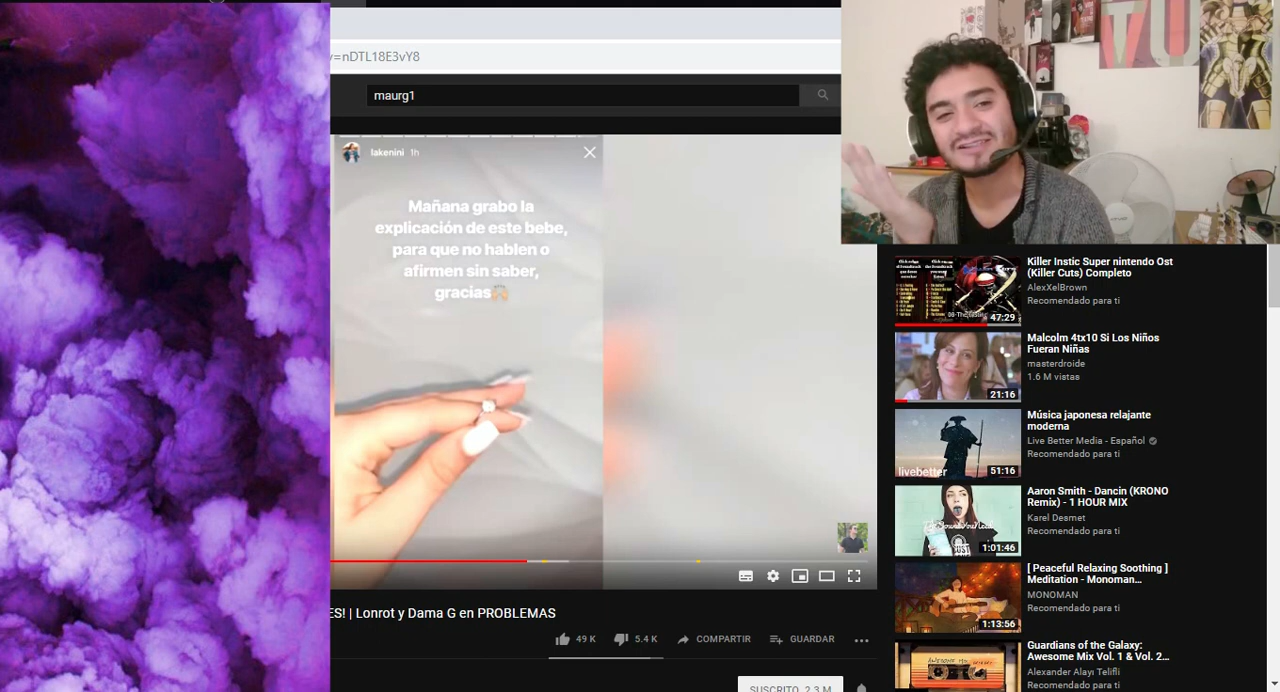 y=nDTL18E3vY8
maurg1
lakenini 1h
Mañana grabo la
explicación de este bebe,
para que no hablen o
afirmen sin saber,
gracias🙌
ES! | Lonrot y Dama G en PROBLEMAS
49 K 5.4 K COMPARTIR GUARDAR
SUSCRITO 2.3 M
VU
47:29
Killer Instic Super nintendo Ost
(Killer Cuts) Completo
AlexXelBrown
Recomendado para ti
21:16
Malcolm 4tx10 Si Los Niños
Fueran Niñas
masterdroide
1.6 M vistas
livebetter
51:16
Música japonesa relajante
moderna
Live Better Media - Español
Recomendado para ti
1:01:46
Aaron Smith - Dancin (KRONO
Remix) - 1 HOUR MIX
Karel Desmet
Recomendado para ti
1:13:56
[ Peaceful Relaxing Soothing ]
Meditation - Monoman...
MONOMAN
Recomendado para ti
Guardians of the Galaxy:
Awesome Mix Vol. 1 & Vol. 2...
Alexander Alayı Telifli
Recomendado para ti